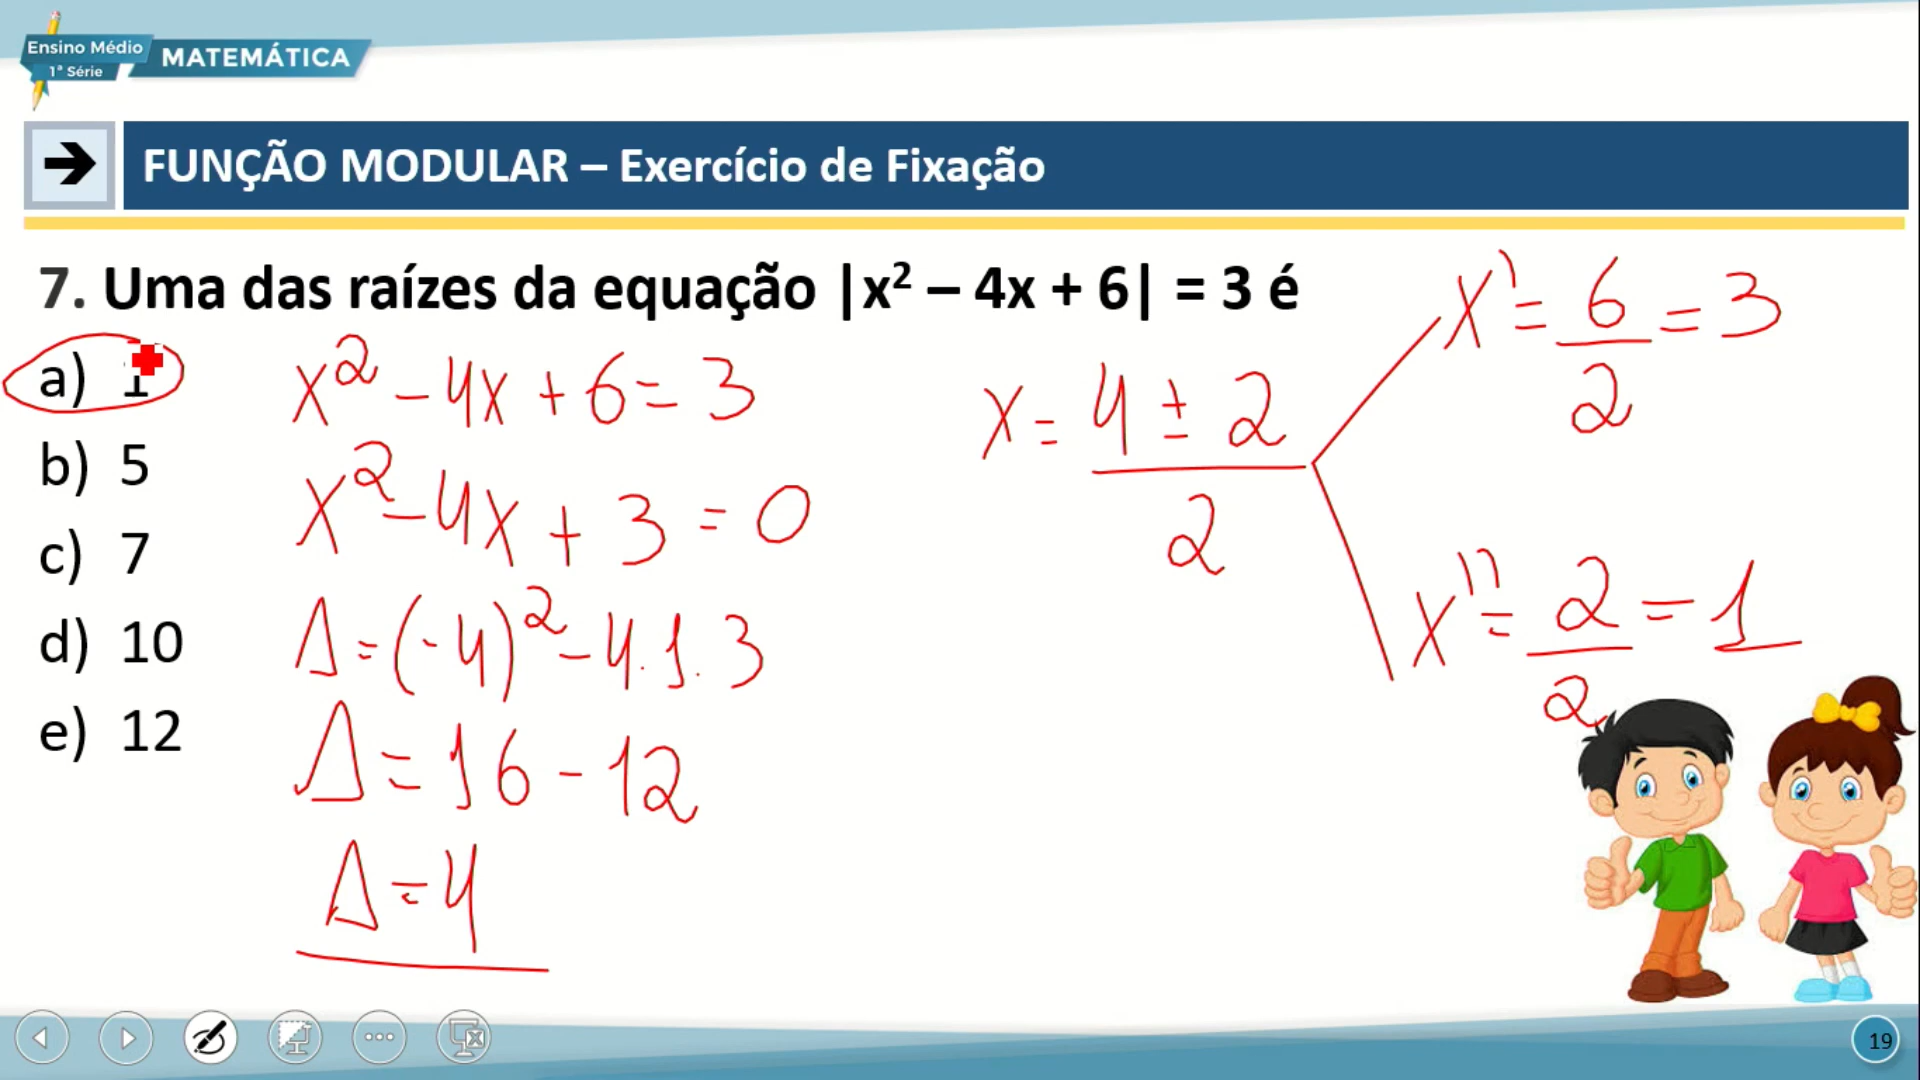 Ensino Médio
1ª Série
MATEMÁTICA
FUNÇÃO MODULAR – Exercício de Fixação
7. Uma das raízes da equação |x² – 4x + 6| = 3 é
a) 1
b) 5
c) 7
d) 10
e) 12
x² - 4x + 6 = 3
x² - 4x + 3 = 0
Δ = (-4)² - 4.1.3
Δ = 16 - 12
Δ = 4
x = 4 ± 2 / 2
x' = 6 / 2 = 3
x'' = 2 / 2 = 1
19